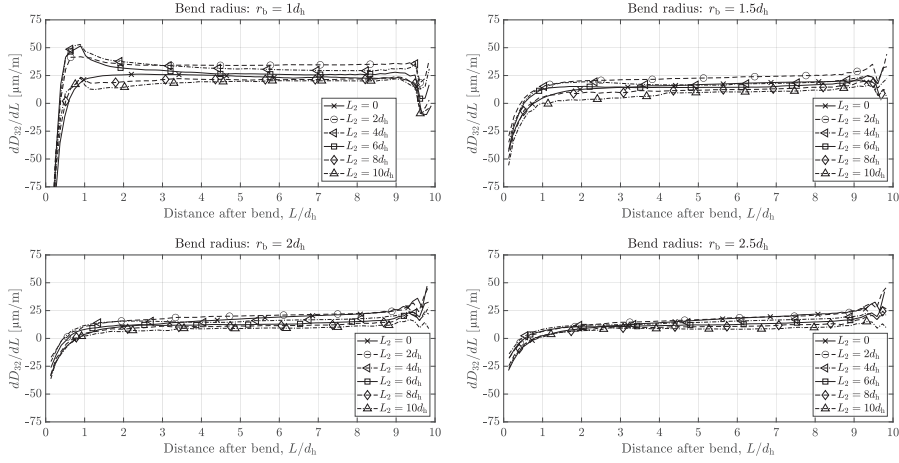 Bend radius: r_b = 1d_h
dD_32/dL [µm/m]
75
50
25
0
-25
-50
-75
L_2 = 0
L_2 = 2d_h
L_2 = 4d_h
L_2 = 6d_h
L_2 = 8d_h
L_2 = 10d_h
0 1 2 3 4 5 6 7 8 9 10
Distance after bend, L/d_h
Bend radius: r_b = 1.5d_h
dD_32/dL [µm/m]
75
50
25
0
-25
-50
-75
L_2 = 0
L_2 = 2d_h
L_2 = 4d_h
L_2 = 6d_h
L_2 = 8d_h
L_2 = 10d_h
0 1 2 3 4 5 6 7 8 9 10
Distance after bend, L/d_h
Bend radius: r_b = 2d_h
dD_32/dL [µm/m]
75
50
25
0
-25
-50
-75
L_2 = 0
L_2 = 2d_h
L_2 = 4d_h
L_2 = 6d_h
L_2 = 8d_h
L_2 = 10d_h
0 1 2 3 4 5 6 7 8 9 10
Distance after bend, L/d_h
Bend radius: r_b = 2.5d_h
dD_32/dL [µm/m]
75
50
25
0
-25
-50
-75
L_2 = 0
L_2 = 2d_h
L_2 = 4d_h
L_2 = 6d_h
L_2 = 8d_h
L_2 = 10d_h
0 1 2 3 4 5 6 7 8 9 10
Distance after bend, L/d_h